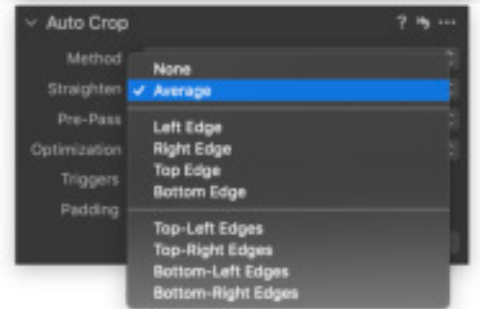 Auto Crop ?
Method
None
Straighten ✓ Average
Pre-Pass
Left Edge
Optimization
Right Edge
Top Edge
Triggers
Bottom Edge
Padding
Top-Left Edges
Top-Right Edges
Bottom-Left Edges
Bottom-Right Edges